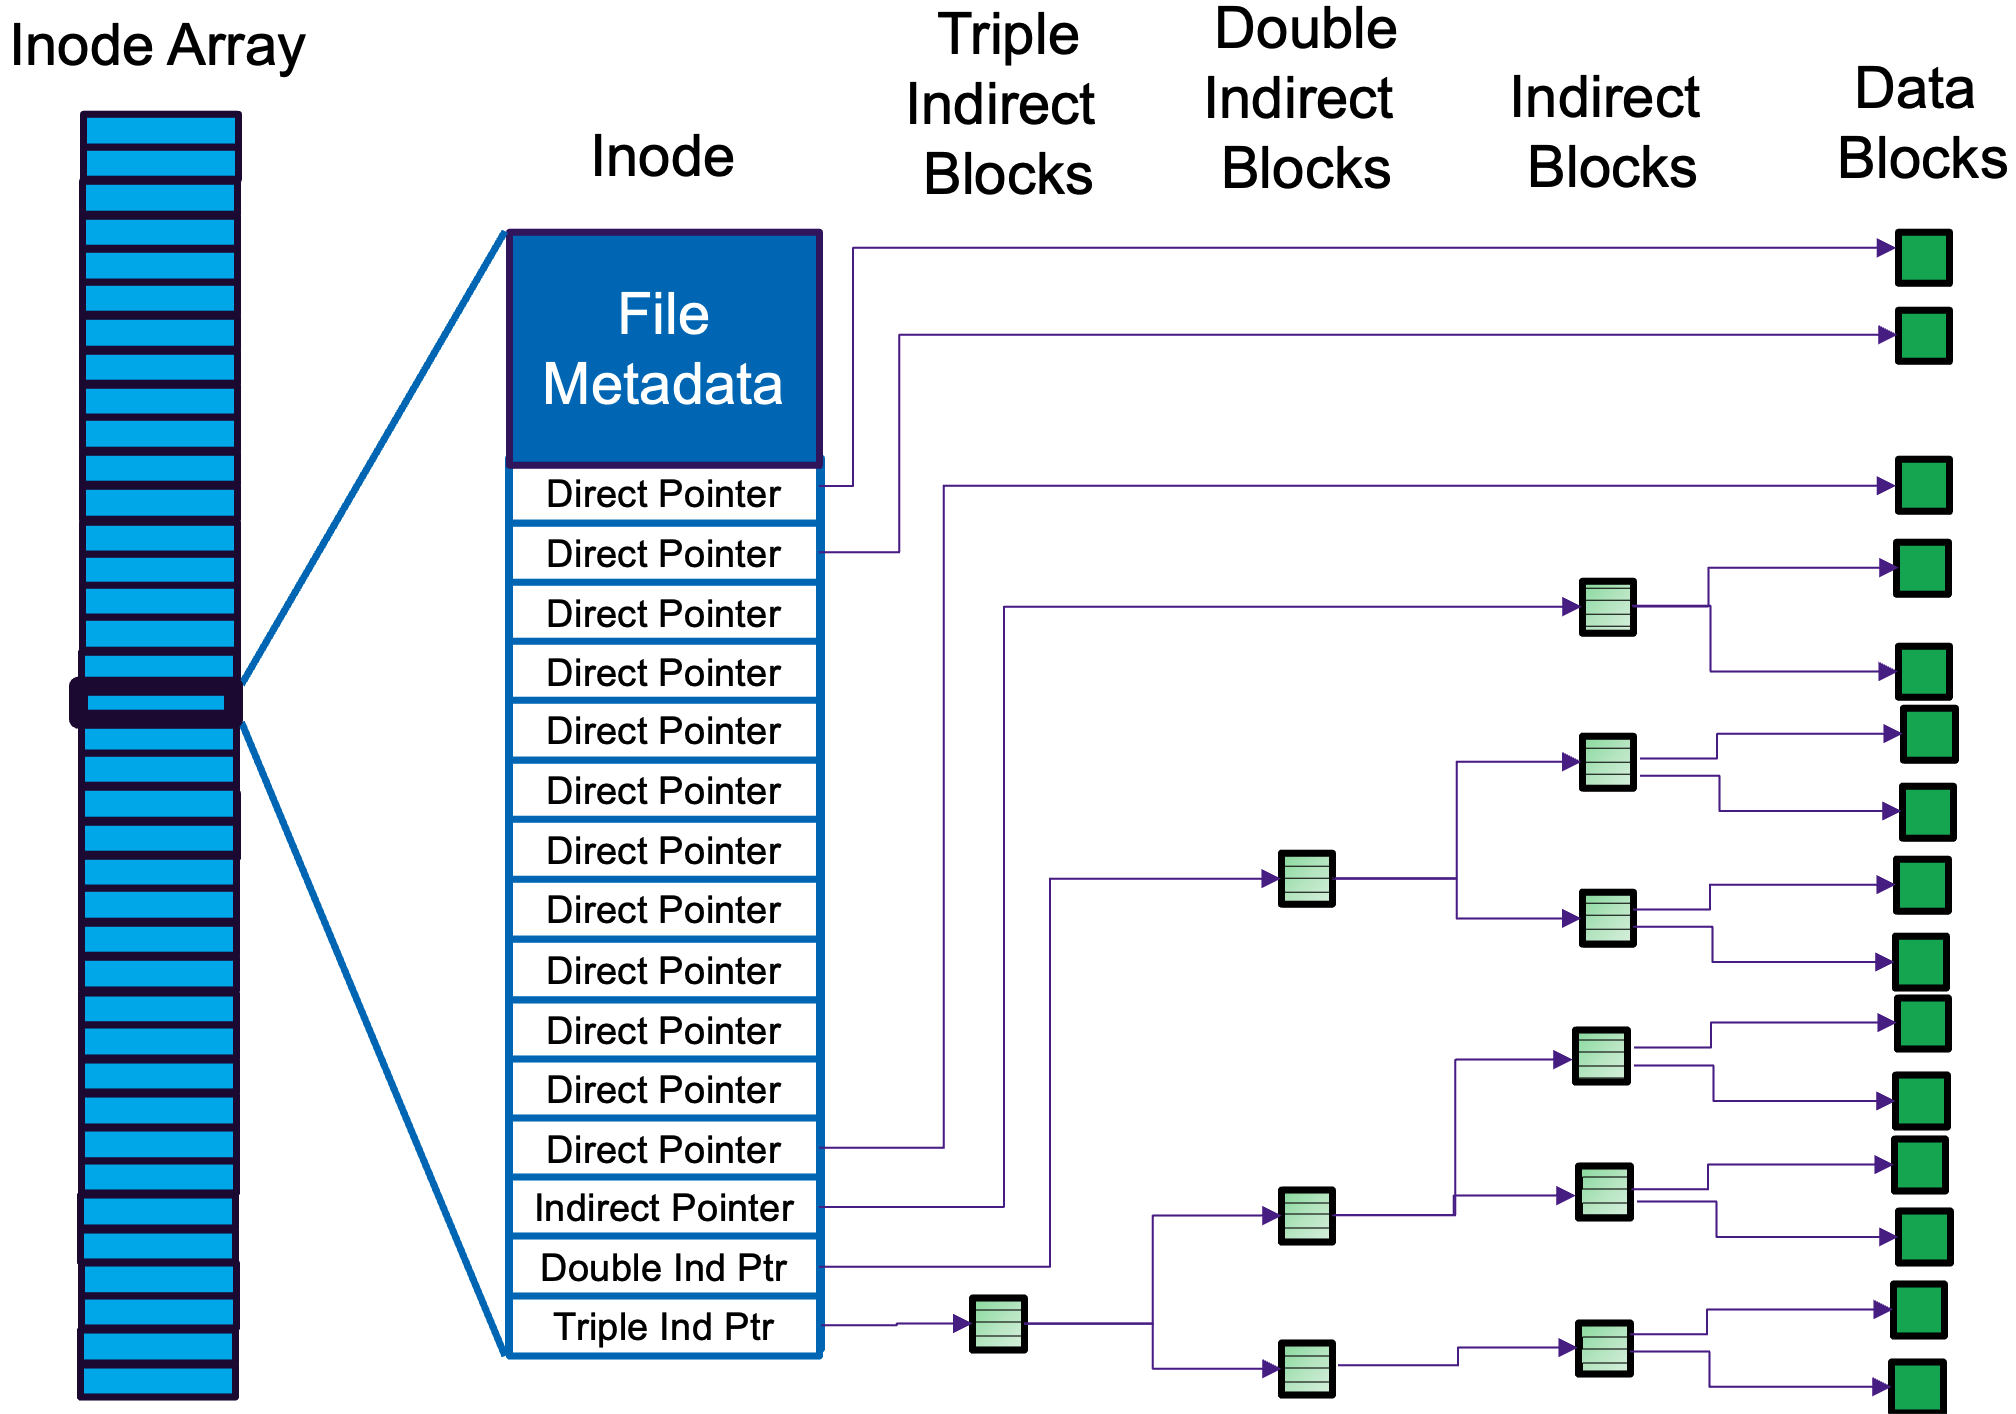 Inode Array
Inode
Triple
Indirect
Blocks
Double
Indirect
Blocks
Indirect
Blocks
Data
Blocks
File
Metadata
Direct Pointer
Direct Pointer
Direct Pointer
Direct Pointer
Direct Pointer
Direct Pointer
Direct Pointer
Direct Pointer
Direct Pointer
Direct Pointer
Direct Pointer
Direct Pointer
Indirect Pointer
Double Ind Ptr
Triple Ind Ptr